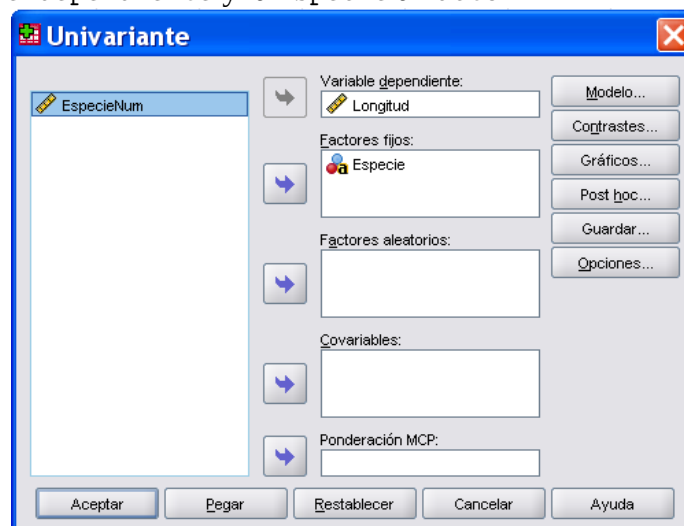 Univariante
EspecieNum
Variable dependiente:
Longitud
Factores fijos:
a Especie
Factores aleatorios:
Covariables:
Ponderación MCP:
Modelo...
Contrastes...
Gráficos...
Post hoc...
Guardar...
Opciones...
Aceptar
Pegar
Restablecer
Cancelar
Ayuda